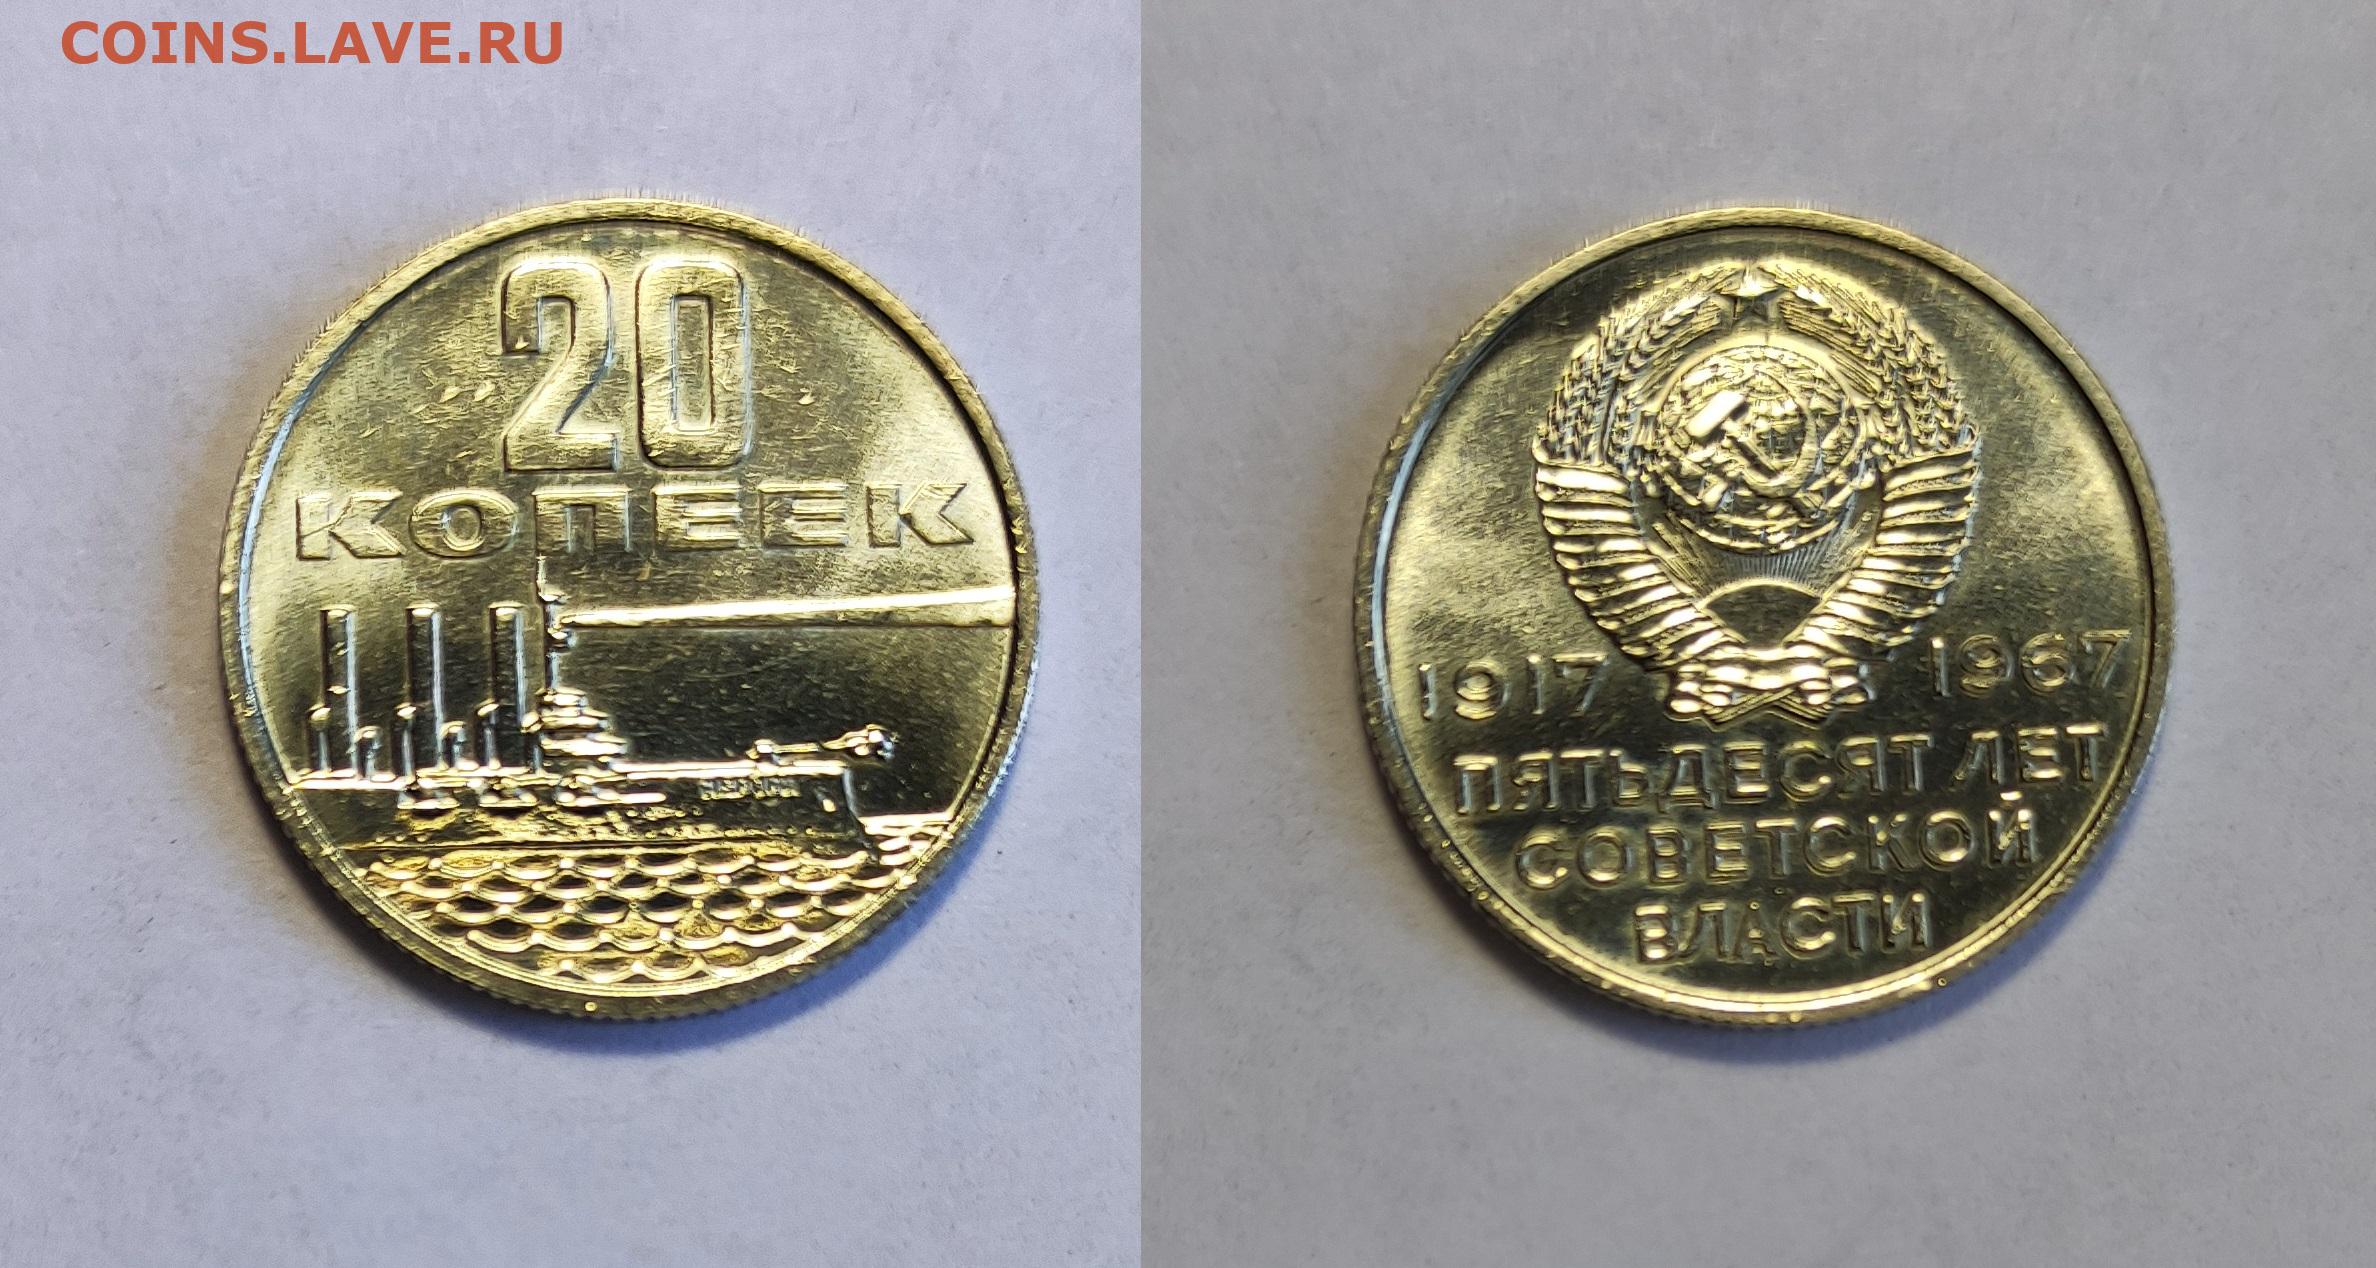 COINS.LAVE.RU
20
КОПЕЕК
1917 1967
ПЯТЬДЕСЯТ ЛЕТ
СОВЕТСКОЙ
ВЛАСТИ